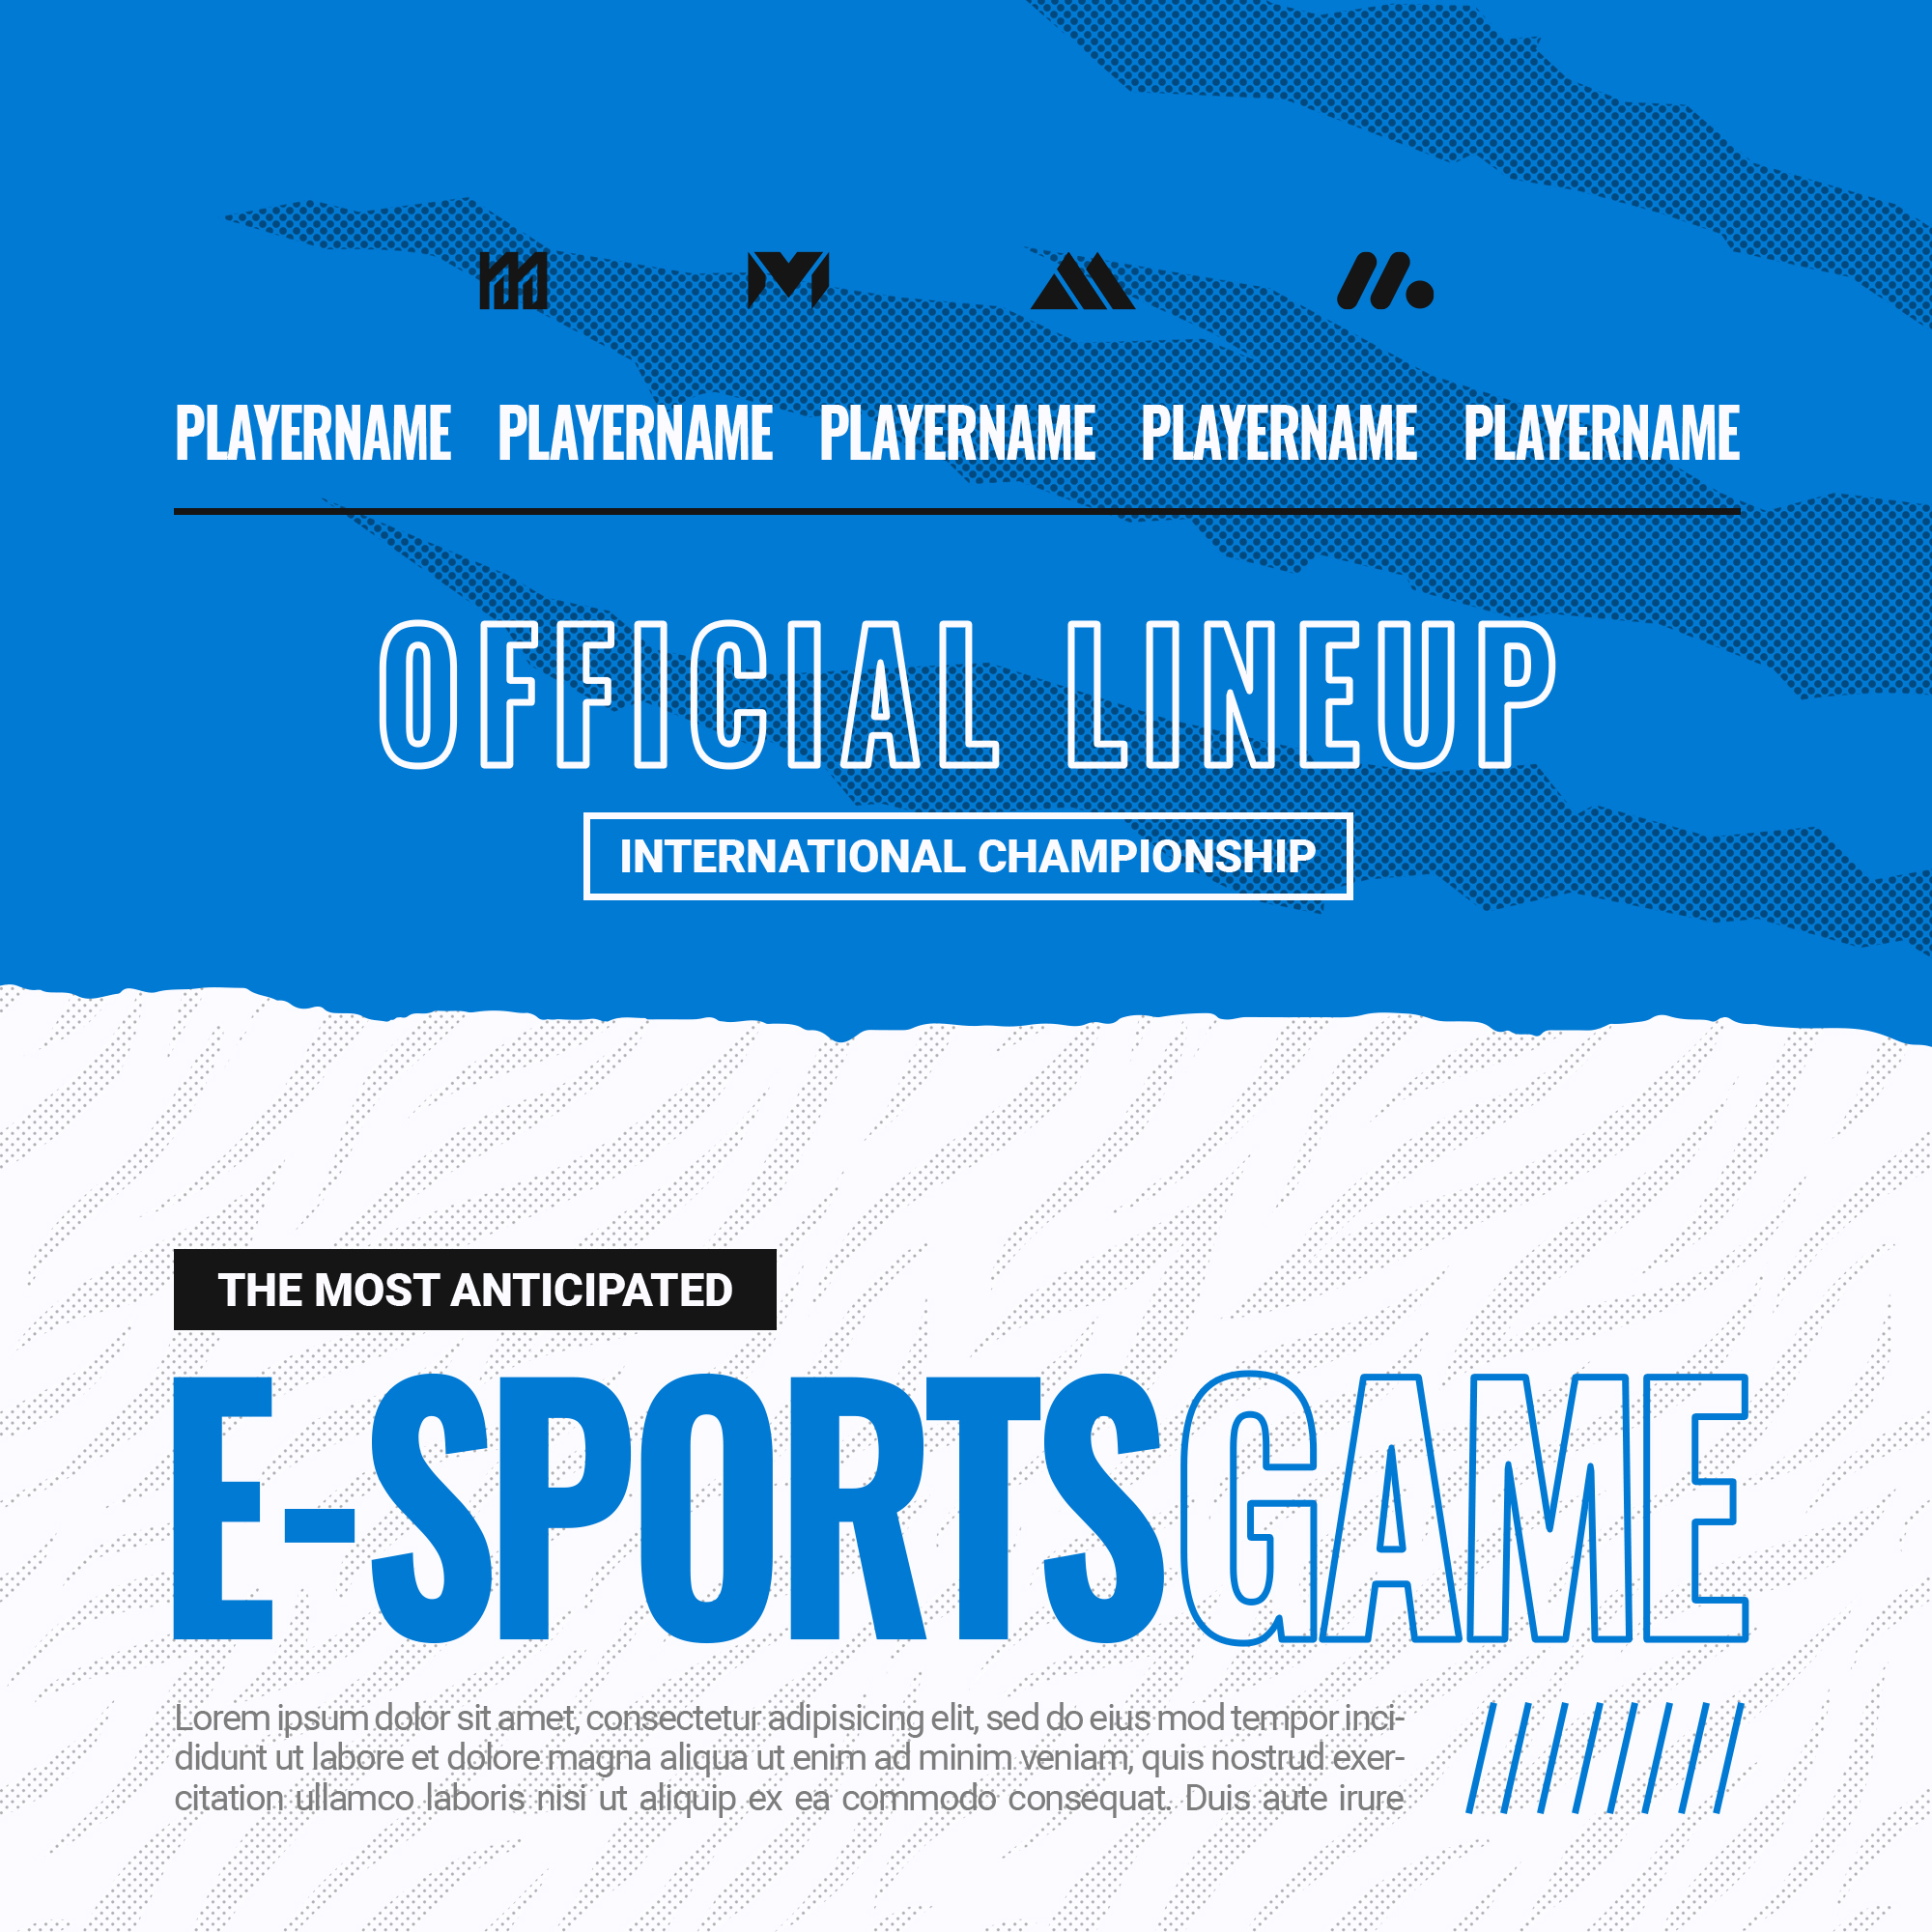 PLAYERNAME PLAYERNAME PLAYERNAME PLAYERNAME PLAYERNAME
OFFICIAL LINEUP
INTERNATIONAL CHAMPIONSHIP
THE MOST ANTICIPATED
E-SPORTSGAME
Lorem ipsum dolor sit amet, consectetur adipisicing elit, sed do eius mod tempor inci-
didunt ut labore et dolore magna aliqua ut enim ad minim veniam, quis nostrud exer-
citation ullamco laboris nisi ut aliquip ex ea commodo consequat. Duis aute irure